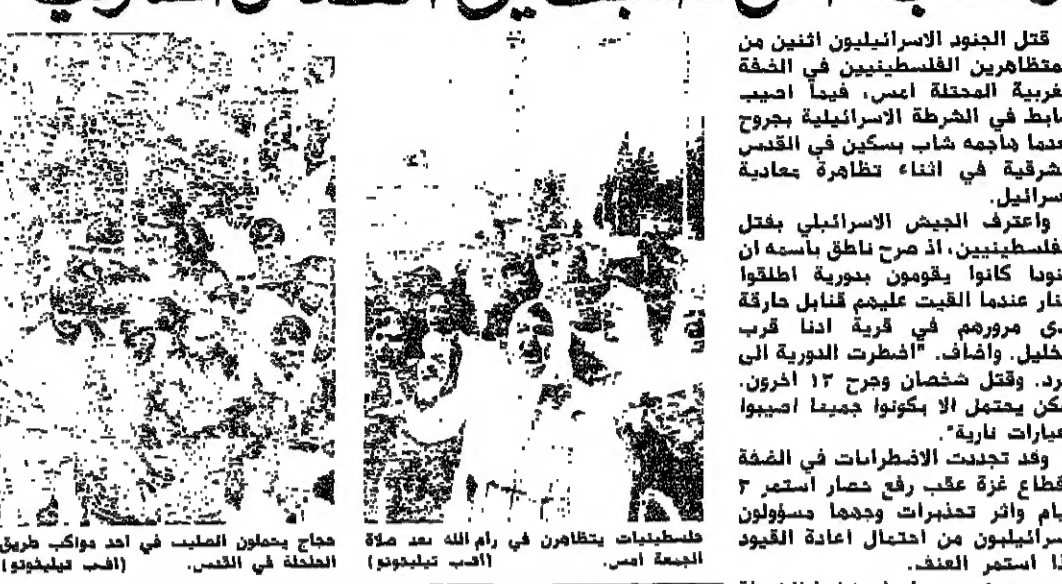 قتل الجنود الاسرائيليون اثنين من
متظاهرين الفلسطينيين في الضفة
غربية المحتلة امس، فيما اصيب
ضابط في الشرطة الاسرائيلية بجروح
عندما هاجمه شاب بسكين في القدس
شرقية في اثناء تظاهرة معادية
سرائيل.
واعترف الجيش الاسرائيلي بقتل
فلسطينيين، اذ صرح ناطق باسمه ان
نودا كانوا يقومون بدورية اطلقوا
نار عندما القيت عليهم قنابل حارقة
دى مرورهم في قرية ادنا قرب
خليل. واضاف. "اضطرت الدورية الى
رد. وقتل شخصان وجرح ١٣ اخرون.
كن يحتمل الا يكونوا جميعا اصيبوا
عيارات نارية".
وقد تجددت الاضطرابات في الضفة
قطاع غزة عقب رفع حصار استمر ٣
يام واثر تحذيرات وجهها مسؤولون
سرائيليون من احتمال اعادة القيود
ذا استمر العنف.
فلسطينيات يتظاهرن في رام الله بعد صلاة
الجمعة امس. (أف.ب تيليفوتو)
حجاج يحملون الصليب في احد مواكب طريق
الجلجلة في القدس. (أف.ب تيليفوتو)